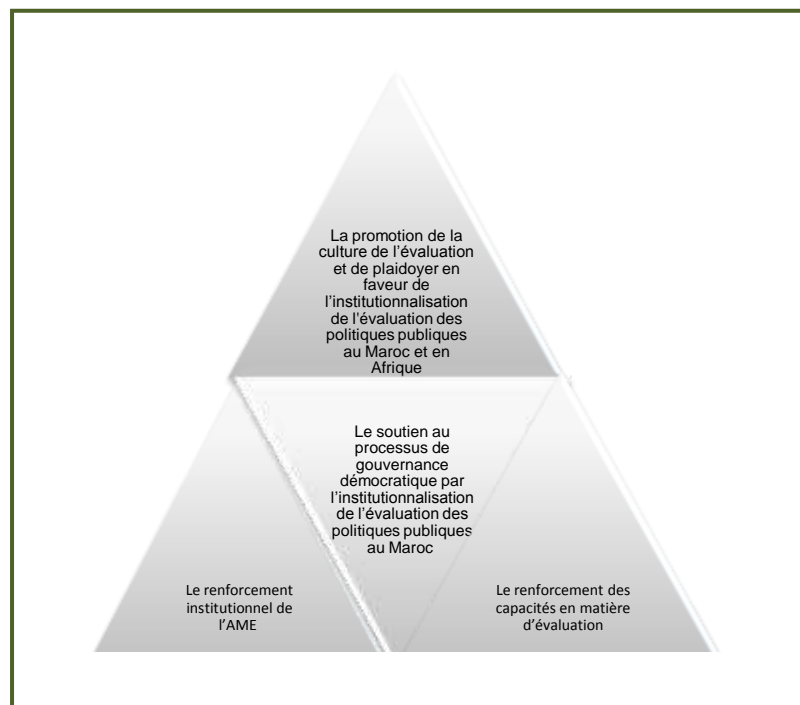 La promotion de la
culture de l’évaluation
et de plaidoyer en
faveur de
l’institutionnalisation
de l’évaluation des
politiques publiques
au Maroc et en
Afrique
Le soutien au
processus de
gouvernance
démocratique par
l’institutionnalisation
de l’évaluation des
politiques publiques
au Maroc
Le renforcement
institutionnel de
l’AME
Le renforcement des
capacités en matière
d’évaluation